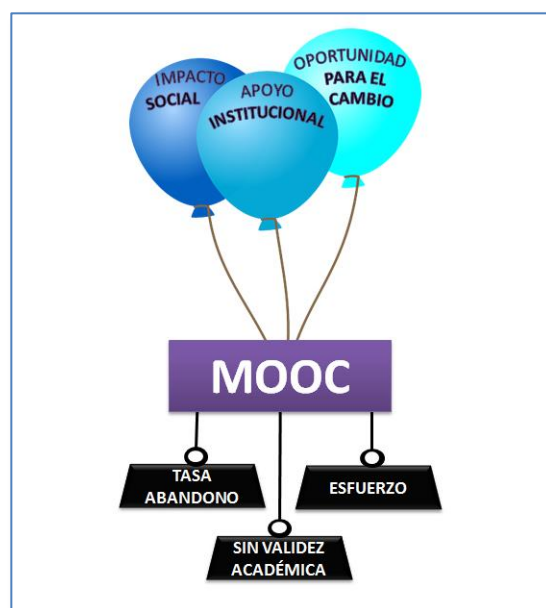 IMPACTO
SOCIAL
APOYO
INSTITUCIONAL
OPORTUNIDAD
PARA EL
CAMBIO
MOOC
TASA
ABANDONO
SIN VALIDEZ
ACADÉMICA
ESFUERZO